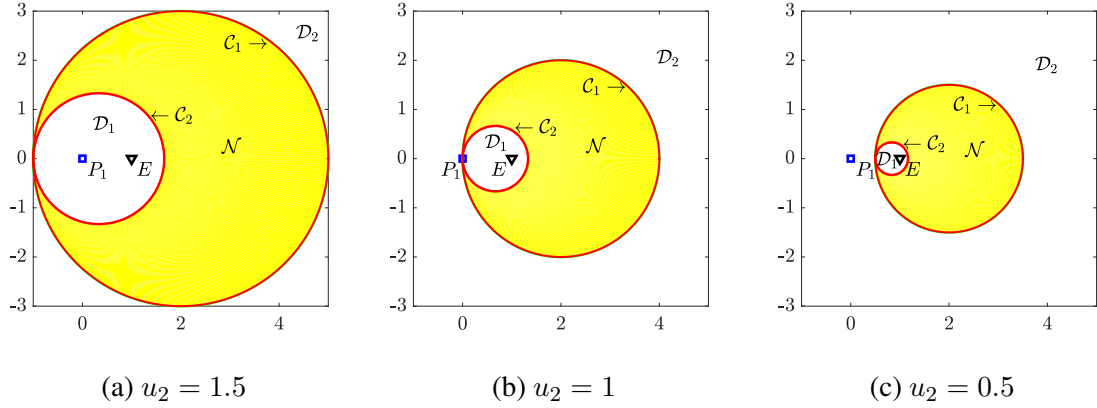 3
2
1
0
-1
-2
-3
0
2
4
𝒟₂
𝒞₁ →
← 𝒞₂
𝒟₁
𝒩
P₁
E
3
2
1
0
-1
-2
-3
0
2
4
𝒟₂
𝒞₁ →
← 𝒞₂
𝒟₁
𝒩
P₁
E
3
2
1
0
-1
-2
-3
0
2
4
𝒟₂
𝒞₁ →
← 𝒞₂
𝒟₁
𝒩
P₁
E
(a) u₂ = 1.5
(b) u₂ = 1
(c) u₂ = 0.5